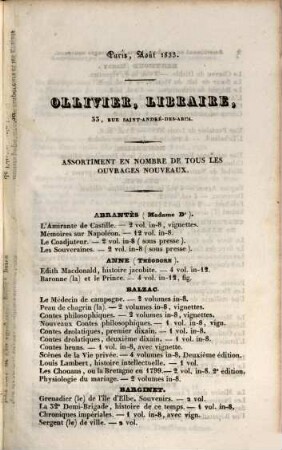 Paris, Août 1833.
OLLIVIER, LIBRAIRE,
33, RUE SAINT-ANDRÉ-DES-ARCS.
ASSORTIMENT EN NOMBRE DE TOUS LES
OUVRAGES NOUVEAUX.
ABRANTÈS (Madame D').
L'Amirante de Castille. — 2 vol. in-8, vignettes.
Mémoires sur Napoléon. — 12 vol. in-8.
Le Conadjuteur. — 2 vol. in-8 (sous presse).
Les Souveraines. — 2 vol. in-8 (sous presse).
ANNE (THÉODORE).
Edith Macdonald, histoire jacobite. — 4 vol. in-12.
Baronne (la) et le Prince. — 4 vol. in-12, fig.
BALZAC.
Le Médecin de campagne. — 2 volumes in-8.
Peau de chagrin (la). — 2 volumes in-8, vignettes.
Contes philosophiques. — 2 vol. in-8, vignettes.
Nouveaux Contes philosophiques. — 1 vol. in-8, vign.
Contes drolatiques, premier dixain. — 1 vol. in-8.
Contes drolatiques, deuxième dixain. — 1 vol. in-8.
Contes bruns. — 1 vol. in-8, avec vignette.
Scènes de la Vie privée. — 4 vol. in-8. Deuxième édition.
Louis Lambert, histoire intellectuelle. — 1 vol.
Les Chouans, ou la Bretagne en 1799. — 2 vol. in-8. 2e édition.
Physiologie du mariage. — 2 volumes in-8.
BARGINET.
Grenadier (le) de l'île d'Elbe, Souvenirs. — 2 vol.
La 32e Demi-Brigade, histoire de ce temps. — 1 vol.
Chroniques impériales. — 1 vol. in-8, avec vign.
Sergent (le) de ville. — 2 vol.